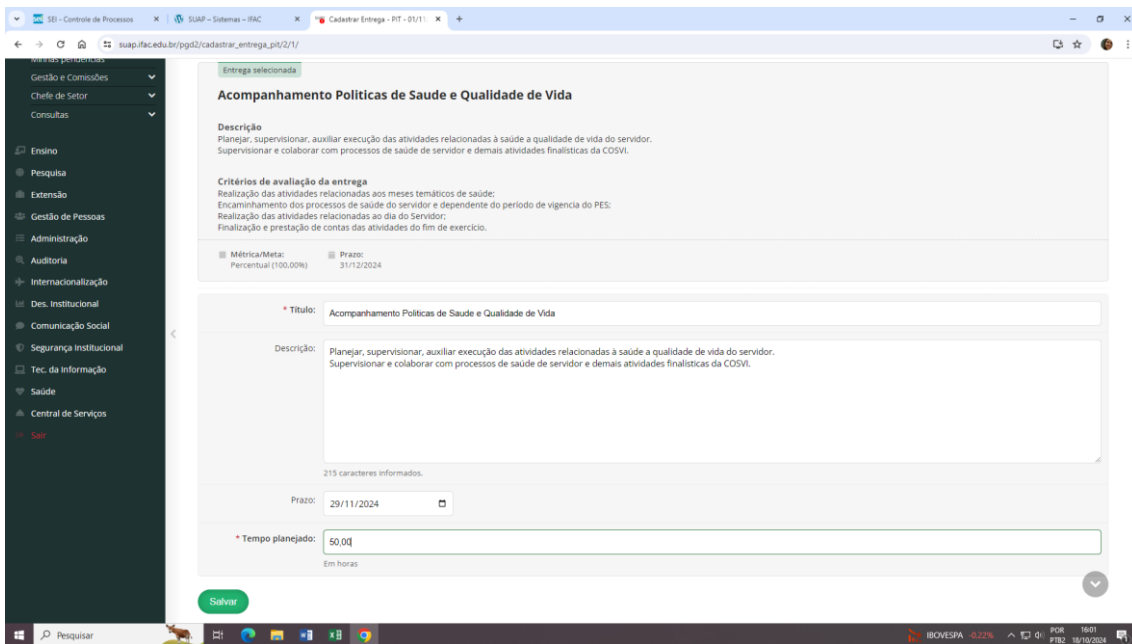 SEI - Controle de Processos
SUAP – Sistemas – IFAC
Cadastrar Entrega - PIT - 01/11
suap.ifac.edu.br/pgd2/cadastrar_entrega_pit/2/1/
Minhas pendências
Gestão e Comissões
Chefe de Setor
Consultas
Ensino
Pesquisa
Extensão
Gestão de Pessoas
Administração
Auditoria
Internacionalização
Des. Institucional
Comunicação Social
Segurança Institucional
Tec. da Informação
Saúde
Central de Serviços
Sair
Entrega selecionada
Acompanhamento Politicas de Saude e Qualidade de Vida
Descrição
Planejar, supervisionar, auxiliar execução das atividades relacionadas à saúde a qualidade de vida do servidor.
Supervisionar e colaborar com processos de saúde de servidor e demais atividades finalísticas da COSVI.
Critérios de avaliação da entrega
Realização das atividades relacionadas aos meses temáticos de saúde;
Encaminhamento dos processos de saúde do servidor e dependente do período de vigencia do PES;
Realização das atividades relacionadas ao dia do Servidor;
Finalização e prestação de contas das atividades do fim de exercício.
Métrica/Meta:
Percentual (100,00%)
Prazo:
31/12/2024
* Título:
Acompanhamento Politicas de Saude e Qualidade de Vida
Descrição:
Planejar, supervisionar, auxiliar execução das atividades relacionadas à saúde a qualidade de vida do servidor.
Supervisionar e colaborar com processos de saúde de servidor e demais atividades finalísticas da COSVI.
215 caracteres informados.
Prazo:
29/11/2024
* Tempo planejado:
50,00
Em horas
Salvar
Pesquisar
IBOVESPA -0,22%
POR
PTB2
16:01
18/10/2024